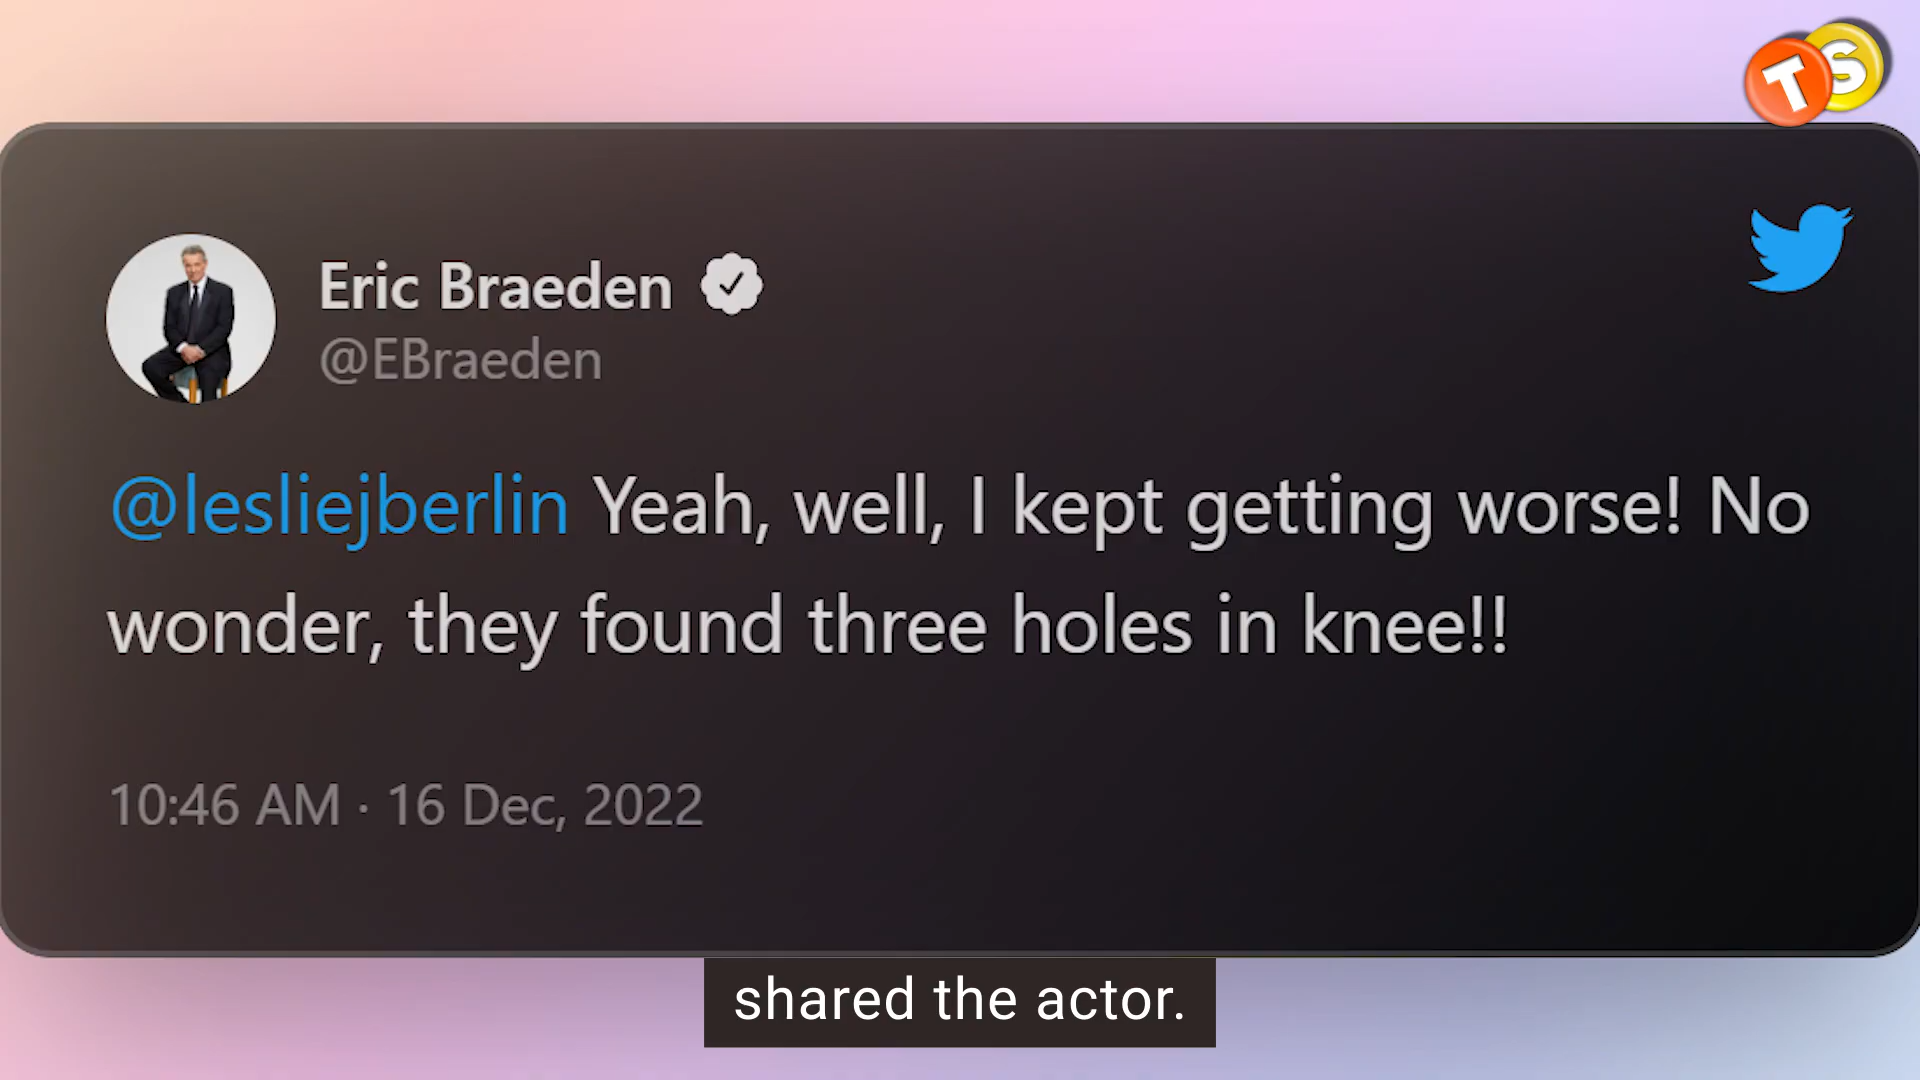 TS
Eric Braeden
@EBraeden
@lesliejberlin Yeah, well, I kept getting worse! No
wonder, they found three holes in knee!!
10:46 AM · 16 Dec, 2022
shared the actor.